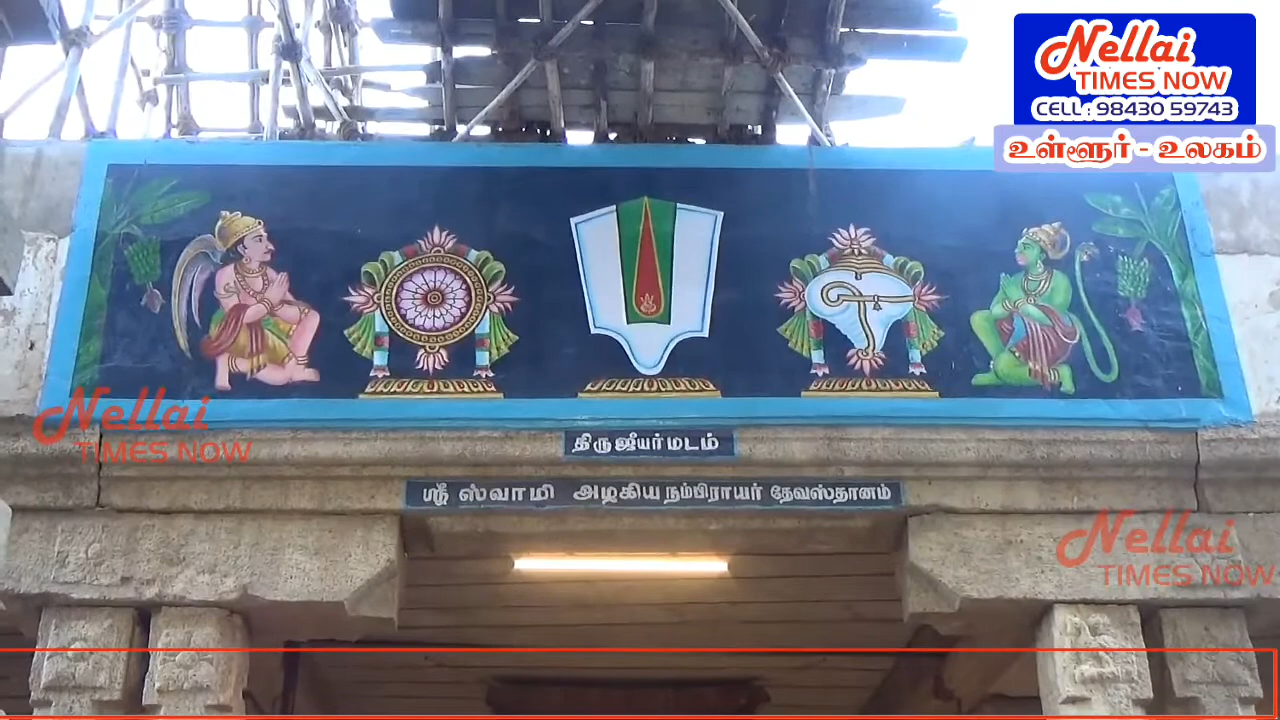 Nellai
TIMES NOW
CELL : 98430 59743
உள்ளூர் - உலகம்
Nellai
TIMES NOW
திரு ஜீயர் மடம்
ஸ்ரீ ஸ்வாமி அழகிய நம்பிராயர் தேவஸ்தானம்
Nellai
TIMES NOW